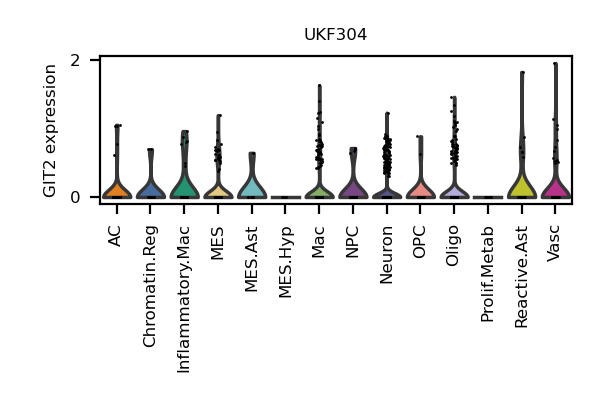 UKF304
GIT2 expression
2
0
AC
Chromatin.Reg
Inflammatory.Mac
MES
MES.Ast
MES.Hyp
Mac
NPC
Neuron
OPC
Oligo
Prolif.Metab
Reactive.Ast
Vasc